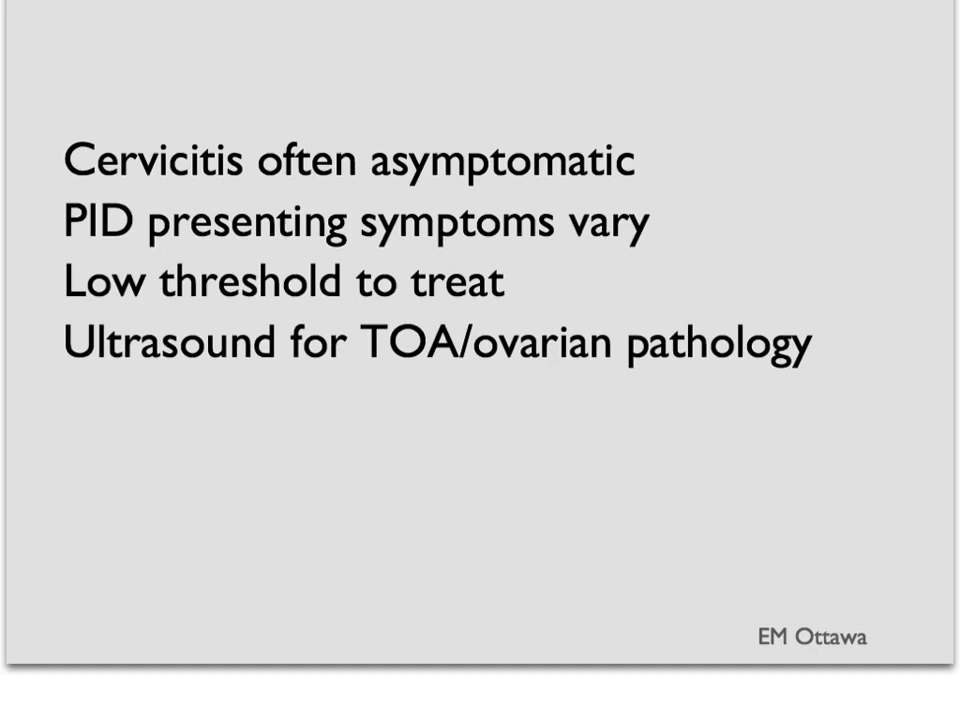 Cervicitis often asymptomatic
PID presenting symptoms vary
Low threshold to treat
Ultrasound for TOA/ovarian pathology
EM Ottawa